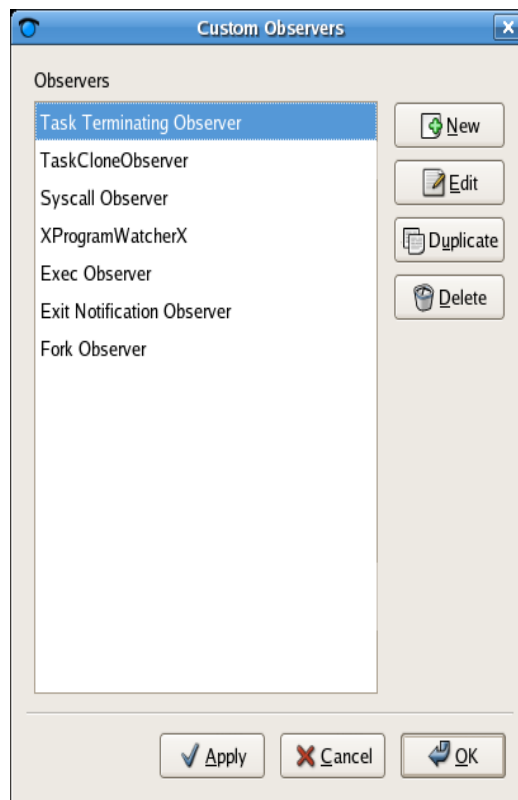 Custom Observers
Observers
Task Terminating Observer
TaskCloneObserver
Syscall Observer
XProgramWatcherX
Exec Observer
Exit Notification Observer
Fork Observer
New
Edit
Duplicate
Delete
Apply
Cancel
OK